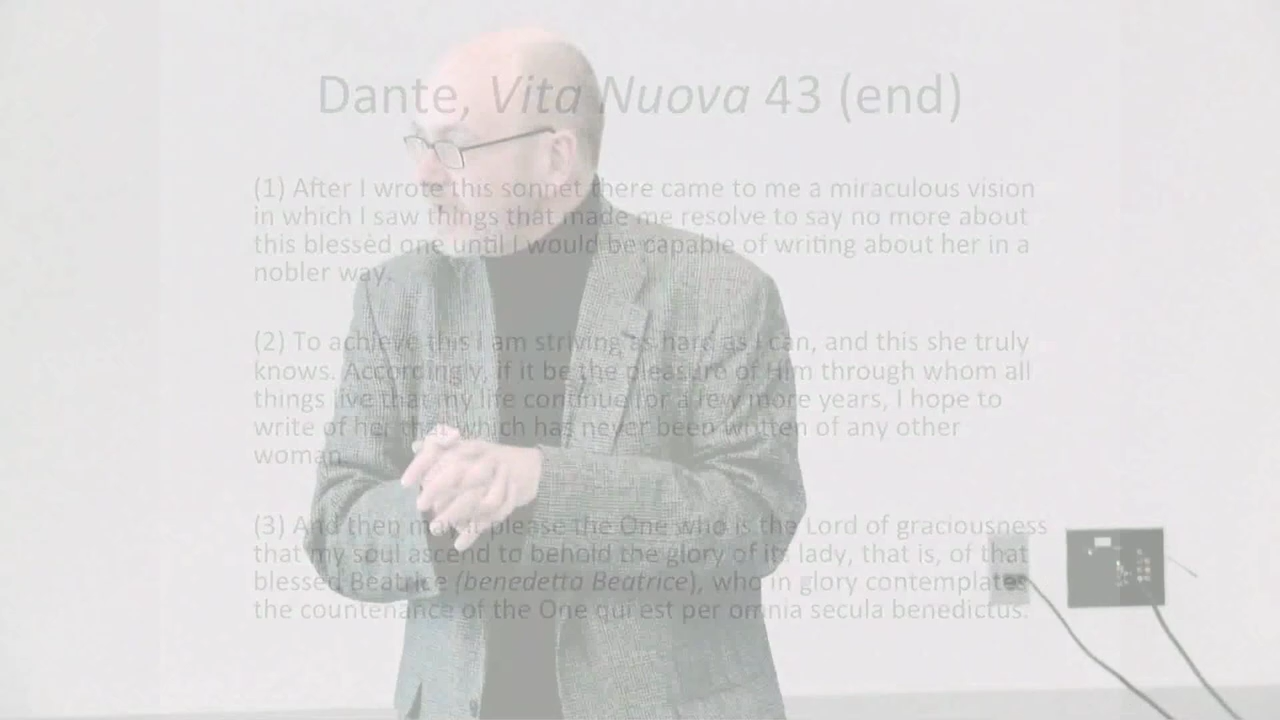 Dante, Vita Nuova 43 (end)
(1) After I wrote this sonnet there came to me a miraculous vision
in which I saw things that made me resolve to say no more about
this blessèd one until I would be capable of writing about her in a
nobler way.
(2) To achieve this I am striving as hard as I can, and this she truly
knows. Accordingly, if it be the pleasure of Him through whom all
things live that my life continue for a few more years, I hope to
write of her that which has never been written of any other
woman.
(3) And then may it please the One who is the Lord of graciousness
that my soul ascend to behold the glory of its lady, that is, of that
blessed Beatrice (benedetta Beatrice), who in glory contemplates
the countenance of the One qui est per omnia secula benedictus.